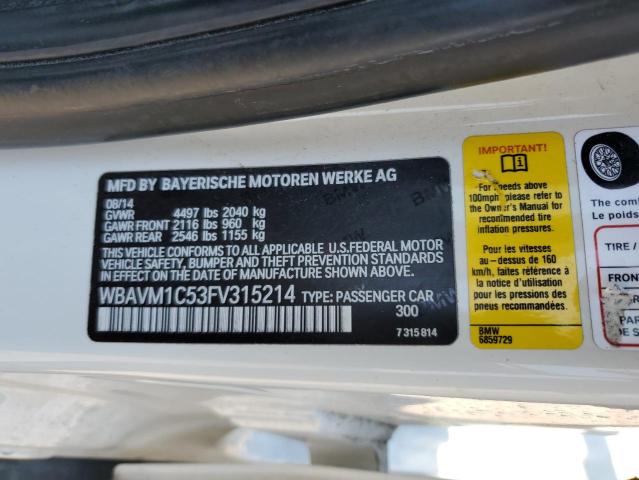 MFD BY BAYERISCHE MOTOREN WERKE AG
08/14
GVWR 4497 lbs 2040 kg
GAWR FRONT 2116 lbs 960 kg
GAWR REAR 2546 lbs 1155 kg
THIS VEHICLE CONFORMS TO ALL APPLICABLE U.S.FEDERAL MOTOR
VEHICLE SAFETY, BUMPER AND THEFT PREVENTION STANDARDS
IN EFFECT ON THE DATE OF MANUFACTURE SHOWN ABOVE.
WBAVM1C53FV315214 TYPE: PASSENGER CAR
300
7 315 814
IMPORTANT!
For speeds above
100mph please refer to
the Owner's Manual for
recommended tire
inflation pressures.
Pour les vitesses
au-dessus de 160
km/h, faites référence à
la notice d'utilisation
pour les pressions de
pneu recommandées.
BMW
6859729
The comb
Le poids
TIRE /
FRON